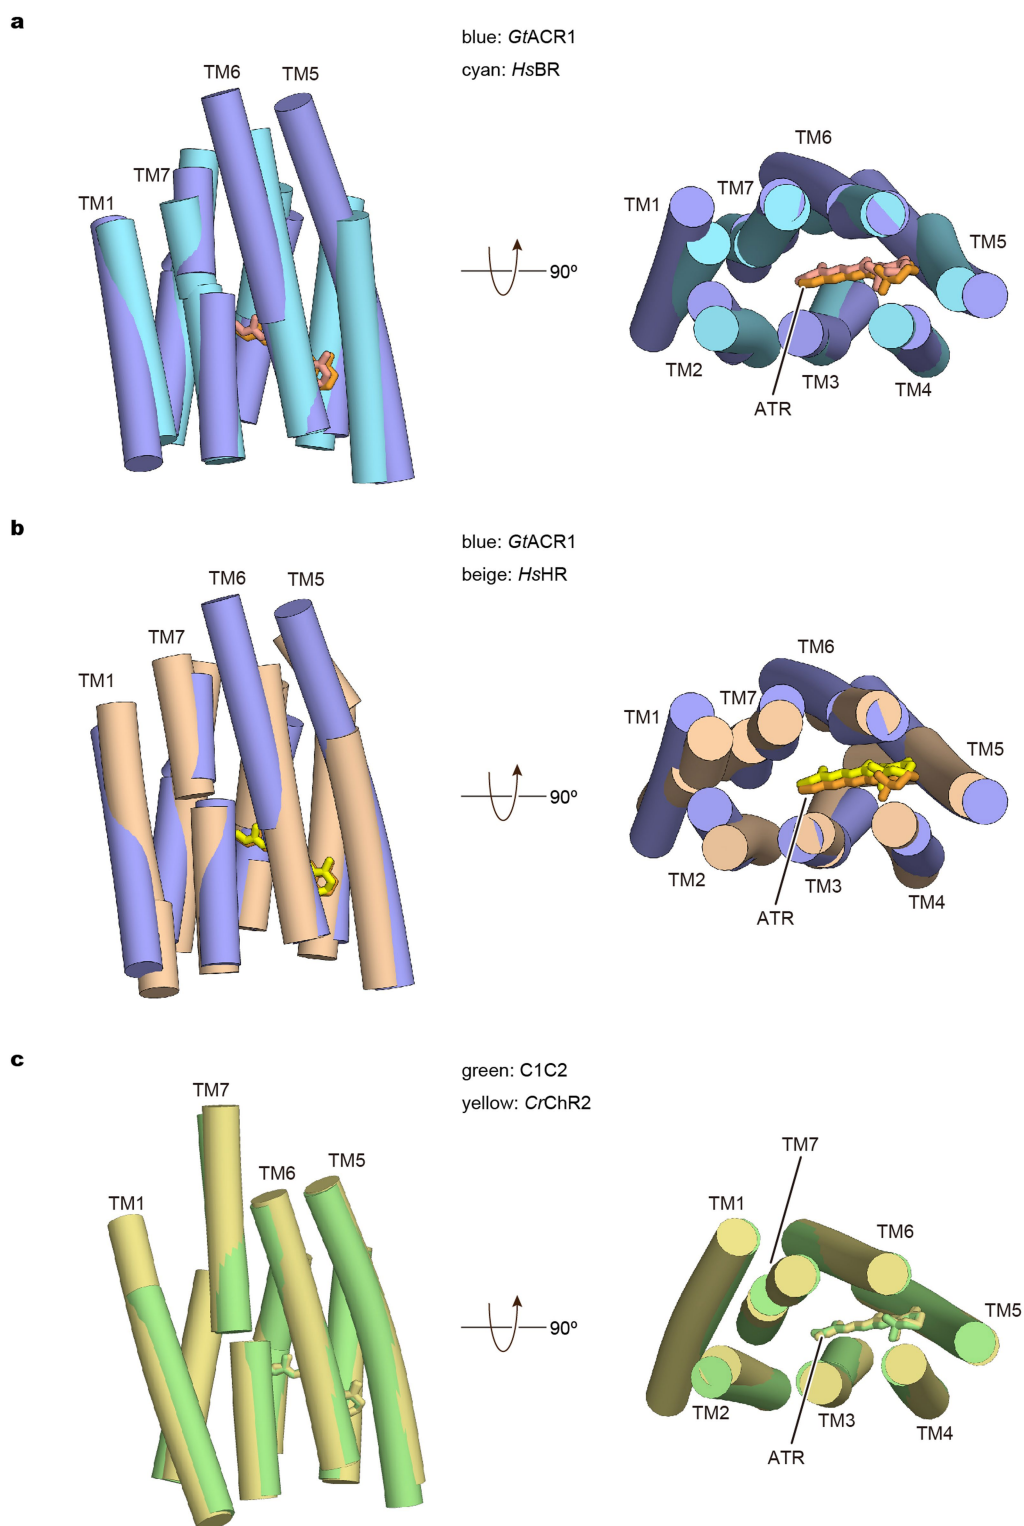 a
blue: GtACR1
cyan: HsBR
TM6
TM5
TM7
TM1
90º
TM6
TM7
TM1
TM5
TM2
TM3
TM4
ATR
b
blue: GtACR1
beige: HsHR
TM6
TM5
TM7
TM1
90º
TM6
TM7
TM1
TM5
TM2
TM3
TM4
ATR
c
green: C1C2
yellow: CrChR2
TM7
TM6
TM5
TM1
90º
TM7
TM1
TM6
TM5
TM2
TM3
TM4
ATR